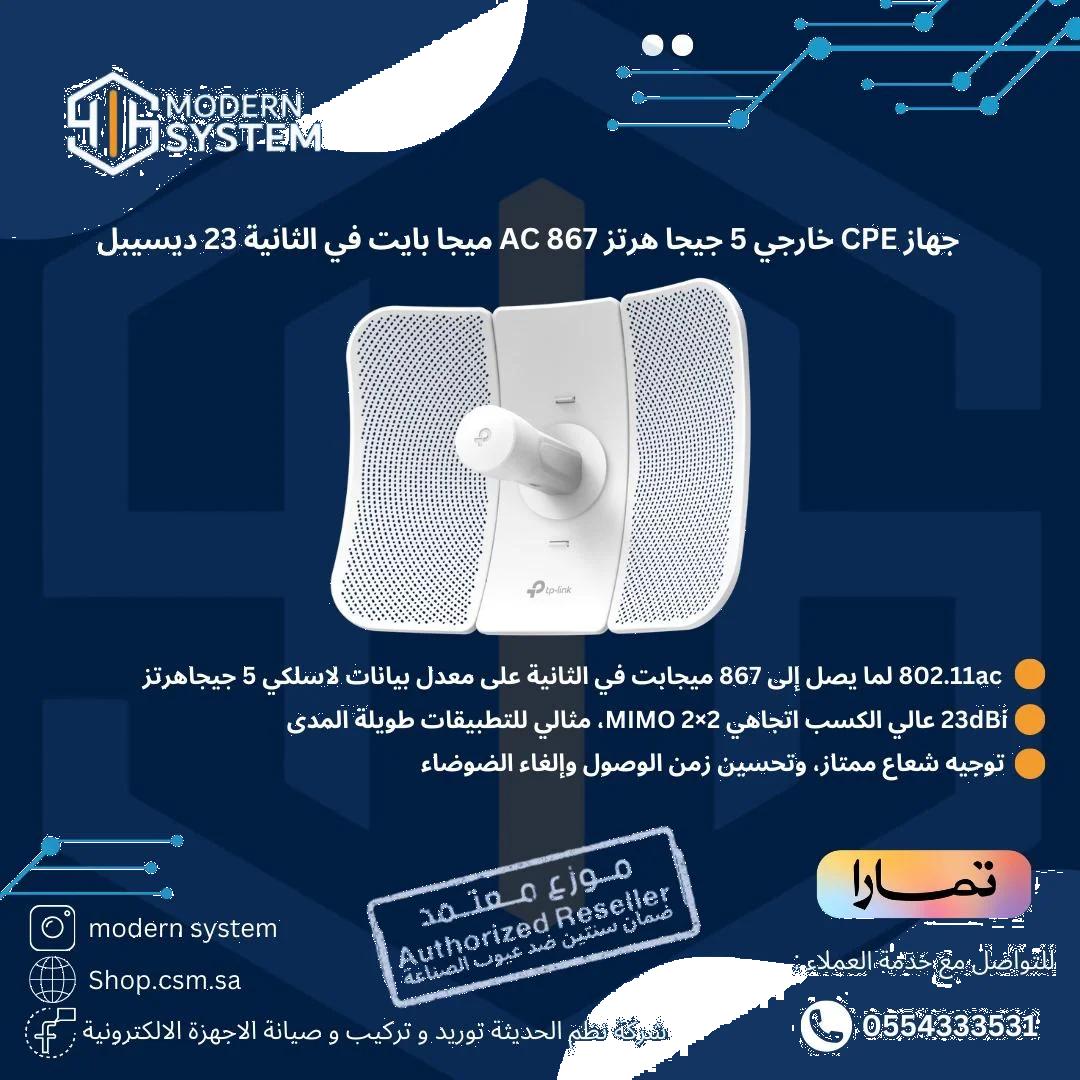 MODERN
SYSTEM
جهاز CPE خارجي 5 جيجا هرتز AC 867 ميجا بايت في الثانية 23 ديسيبل
tp-link
802.11ac لما يصل إلى 867 ميجابت في الثانية على معدل بيانات لاسلكي 5 جيجاهرتز
23dBi عالي الكسب اتجاهي 2×2 MIMO، مثالي للتطبيقات طويلة المدى
توجيه شعاع ممتاز، وتحسين زمن الوصول وإلغاء الضوضاء
موزع معتمد
Authorized Reseller
ضمان سنتين ضد عيوب الصناعة
تمارا
modern system
Shop.csm.sa
شركة نظم الحديثة توريد و تركيب و صيانة الاجهزة الالكترونية
للتواصل مع خدمة العملاء
0554333531